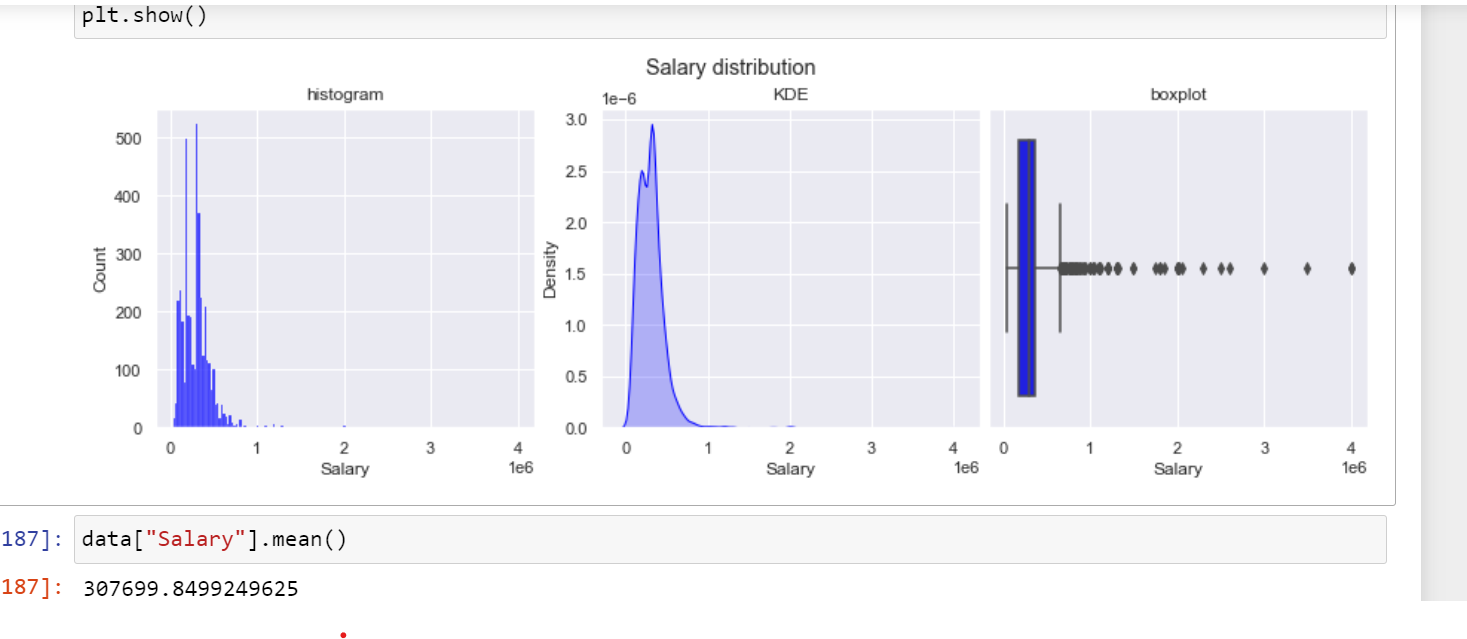 plt.show()
Salary distribution
histogram
KDE
boxplot
1e−6
500
400
300
200
100
0
Count
0 1 2 3 4
1e6
Salary
3.0
2.5
2.0
1.5
1.0
0.5
0.0
Density
0 1 2 3 4
1e6
Salary
0 1 2 3 4
1e6
Salary
187]: data["Salary"].mean()
187]: 307699.8499249625